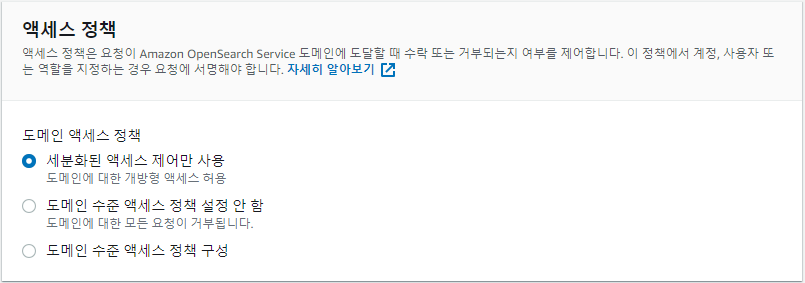 액세스 정책
액세스 정책은 요청이 Amazon OpenSearch Service 도메인에 도달할 때 수락 또는 거부되는지 여부를 제어합니다. 이 정책에서 계정, 사용자 또
는 역할을 지정하는 경우 요청에 서명해야 합니다. 자세히 알아보기
도메인 액세스 정책
세분화된 액세스 제어만 사용
도메인에 대한 개방형 액세스 허용
도메인 수준 액세스 정책 설정 안 함
도메인에 대한 모든 요청이 거부됩니다.
도메인 수준 액세스 정책 구성